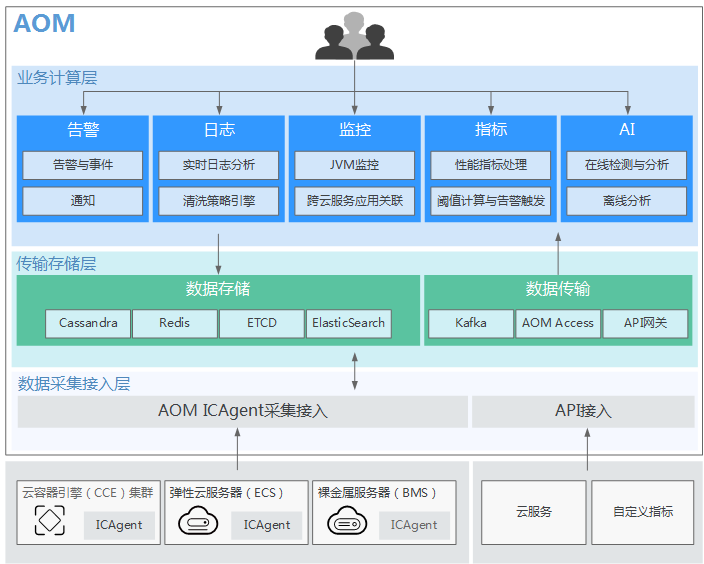 AOM
业务计算层
告警
日志
监控
指标
AI
告警与事件
实时日志分析
JVM监控
性能指标处理
在线检测与分析
通知
清洗策略引擎
跨云服务应用关联
阈值计算与告警触发
离线分析
传输存储层
数据存储
数据传输
Cassandra
Redis
ETCD
ElasticSearch
Kafka
AOM Access
API网关
数据采集接入层
AOM ICAgent采集接入
API接入
云容器引擎（CCE）集群
弹性云服务器（ECS）
裸金属服务器（BMS）
ICAgent
ICAgent
ICAgent
云服务
自定义指标